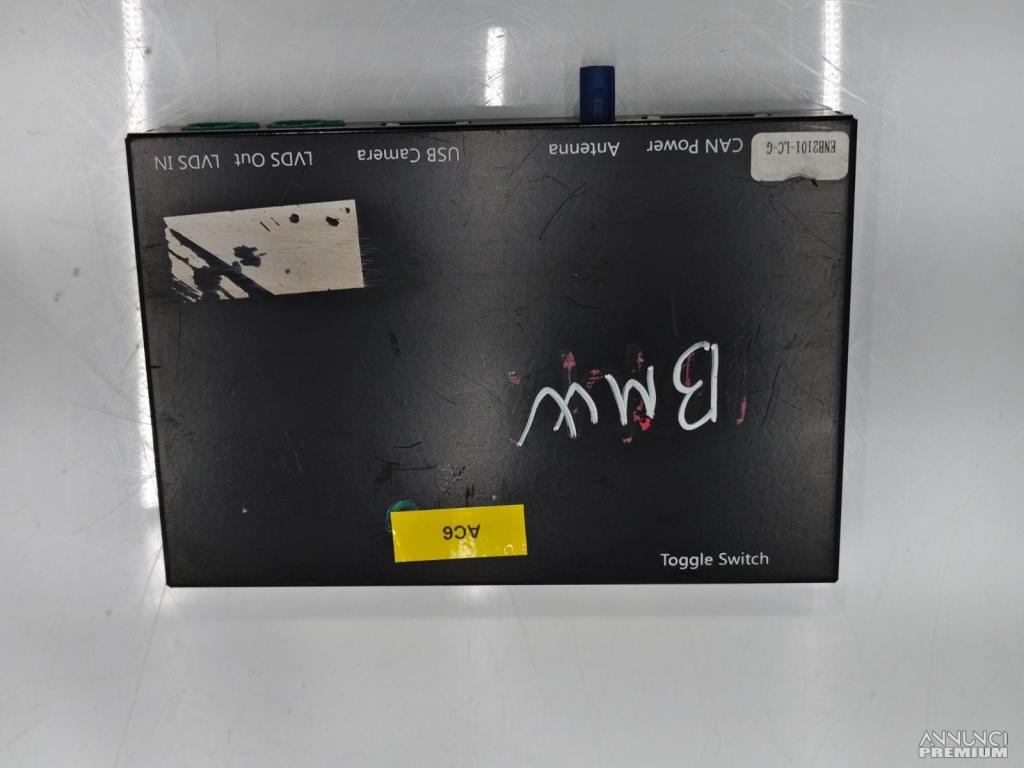 LVDS IN LVDS Out USB Camera Antenna CAN Power
ENB2101-LC-G
BMW
AC6
Toggle Switch
ANNUNCI
PREMIUM